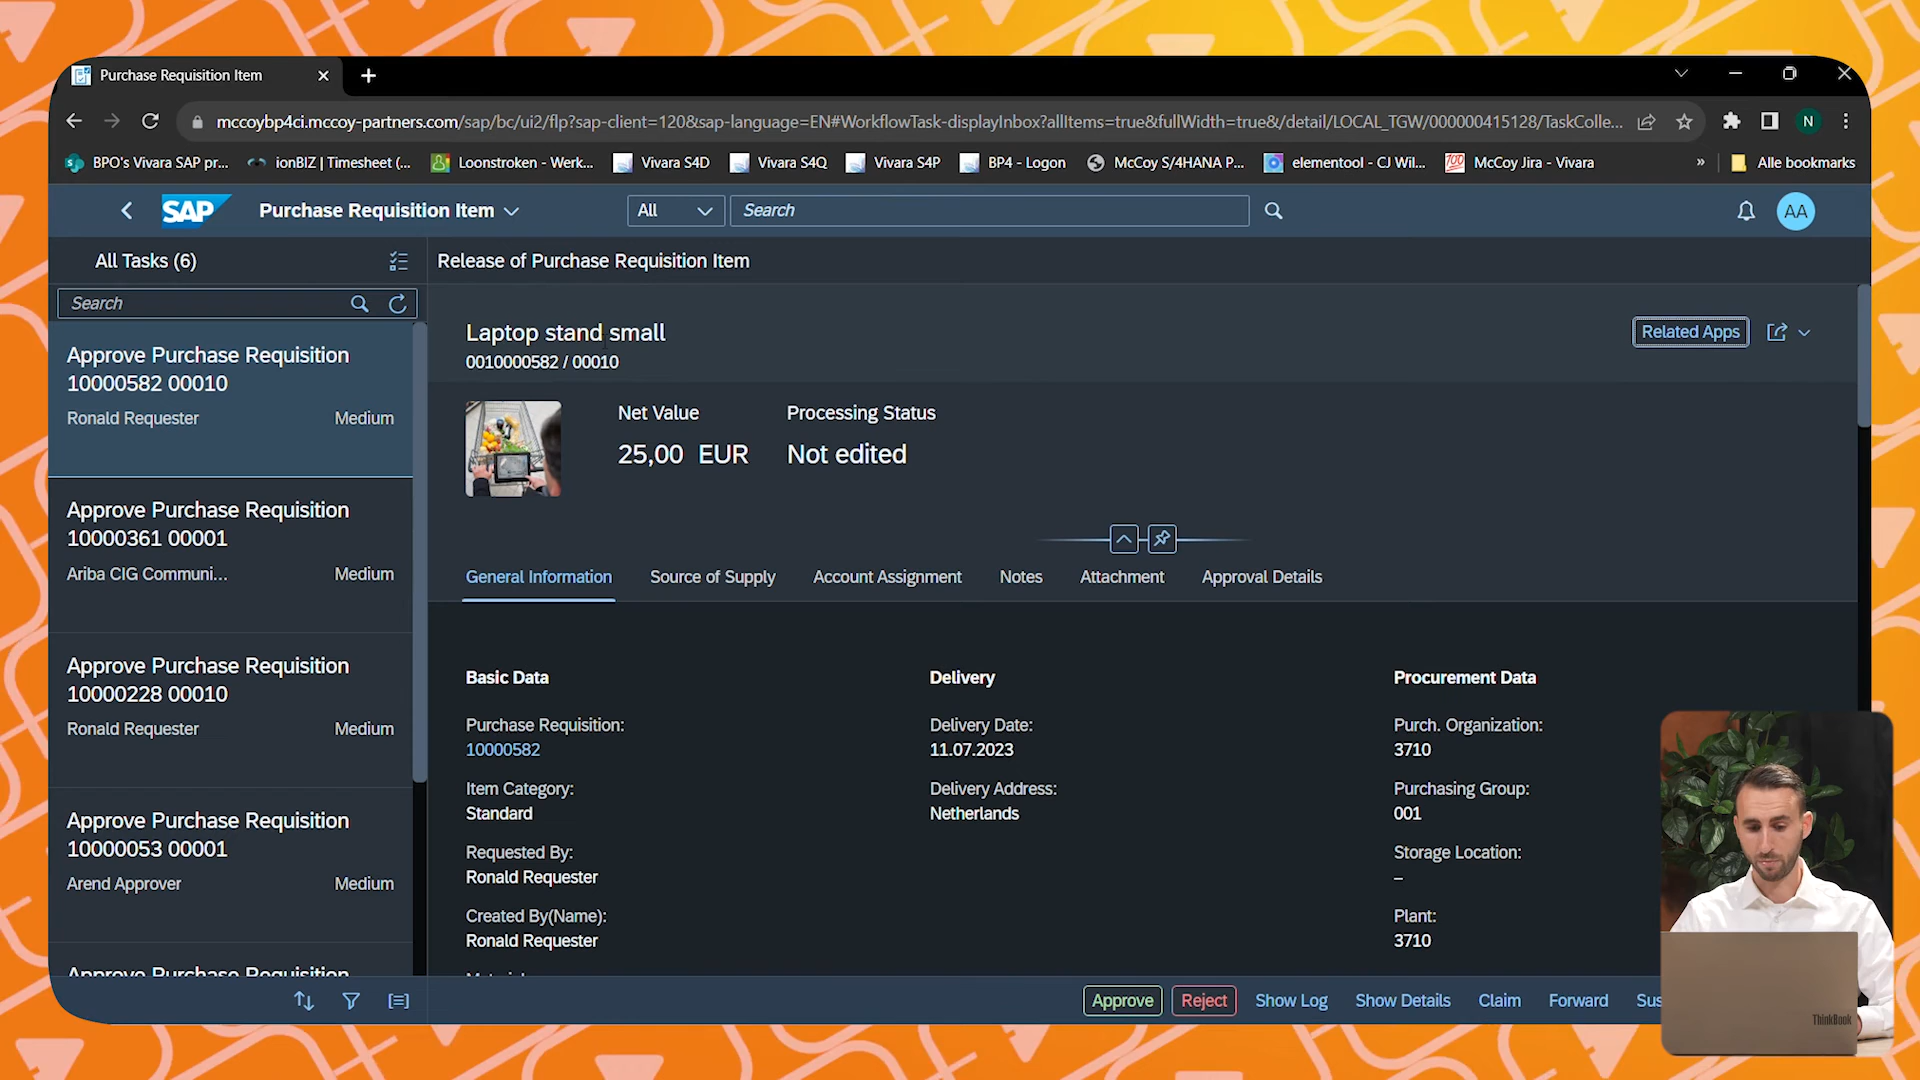 Purchase Requisition Item
mccoybp4ci.mccoy-partners.com/sap/bc/ui2/flp?sap-client=120&sap-language=EN#WorkflowTask-displayInbox?allItems=true&fullWidth=true&/detail/LOCAL_TGW/000000415128/TaskColle...
N
BPO's Vivara SAP pr...
ionBIZ | Timesheet (...
Loonstroken - Werk...
Vivara S4D
Vivara S4Q
Vivara S4P
BP4 - Logon
McCoy S/4HANA P...
elementool - CJ Wil...
McCoy Jira - Vivara
»
Alle bookmarks
SAP
Purchase Requisition Item
All
Search
AA
All Tasks (6)
Search
Approve Purchase Requisition
10000582 00010
Ronald Requester
Medium
Approve Purchase Requisition
10000361 00001
Ariba CIG Communi...
Medium
Approve Purchase Requisition
10000228 00010
Ronald Requester
Medium
Approve Purchase Requisition
10000053 00001
Arend Approver
Medium
Approve Purchase Requisition
Release of Purchase Requisition Item
Laptop stand small
0010000582 / 00010
Related Apps
Net Value
25,00 EUR
Processing Status
Not edited
General Information
Source of Supply
Account Assignment
Notes
Attachment
Approval Details
Basic Data
Purchase Requisition:
10000582
Item Category:
Standard
Requested By:
Ronald Requester
Created By(Name):
Ronald Requester
Delivery
Delivery Date:
11.07.2023
Delivery Address:
Netherlands
Procurement Data
Purch. Organization:
3710
Purchasing Group:
001
Storage Location:
–
Plant:
3710
Approve
Reject
Show Log
Show Details
Claim
Forward
Sus
ThinkBook